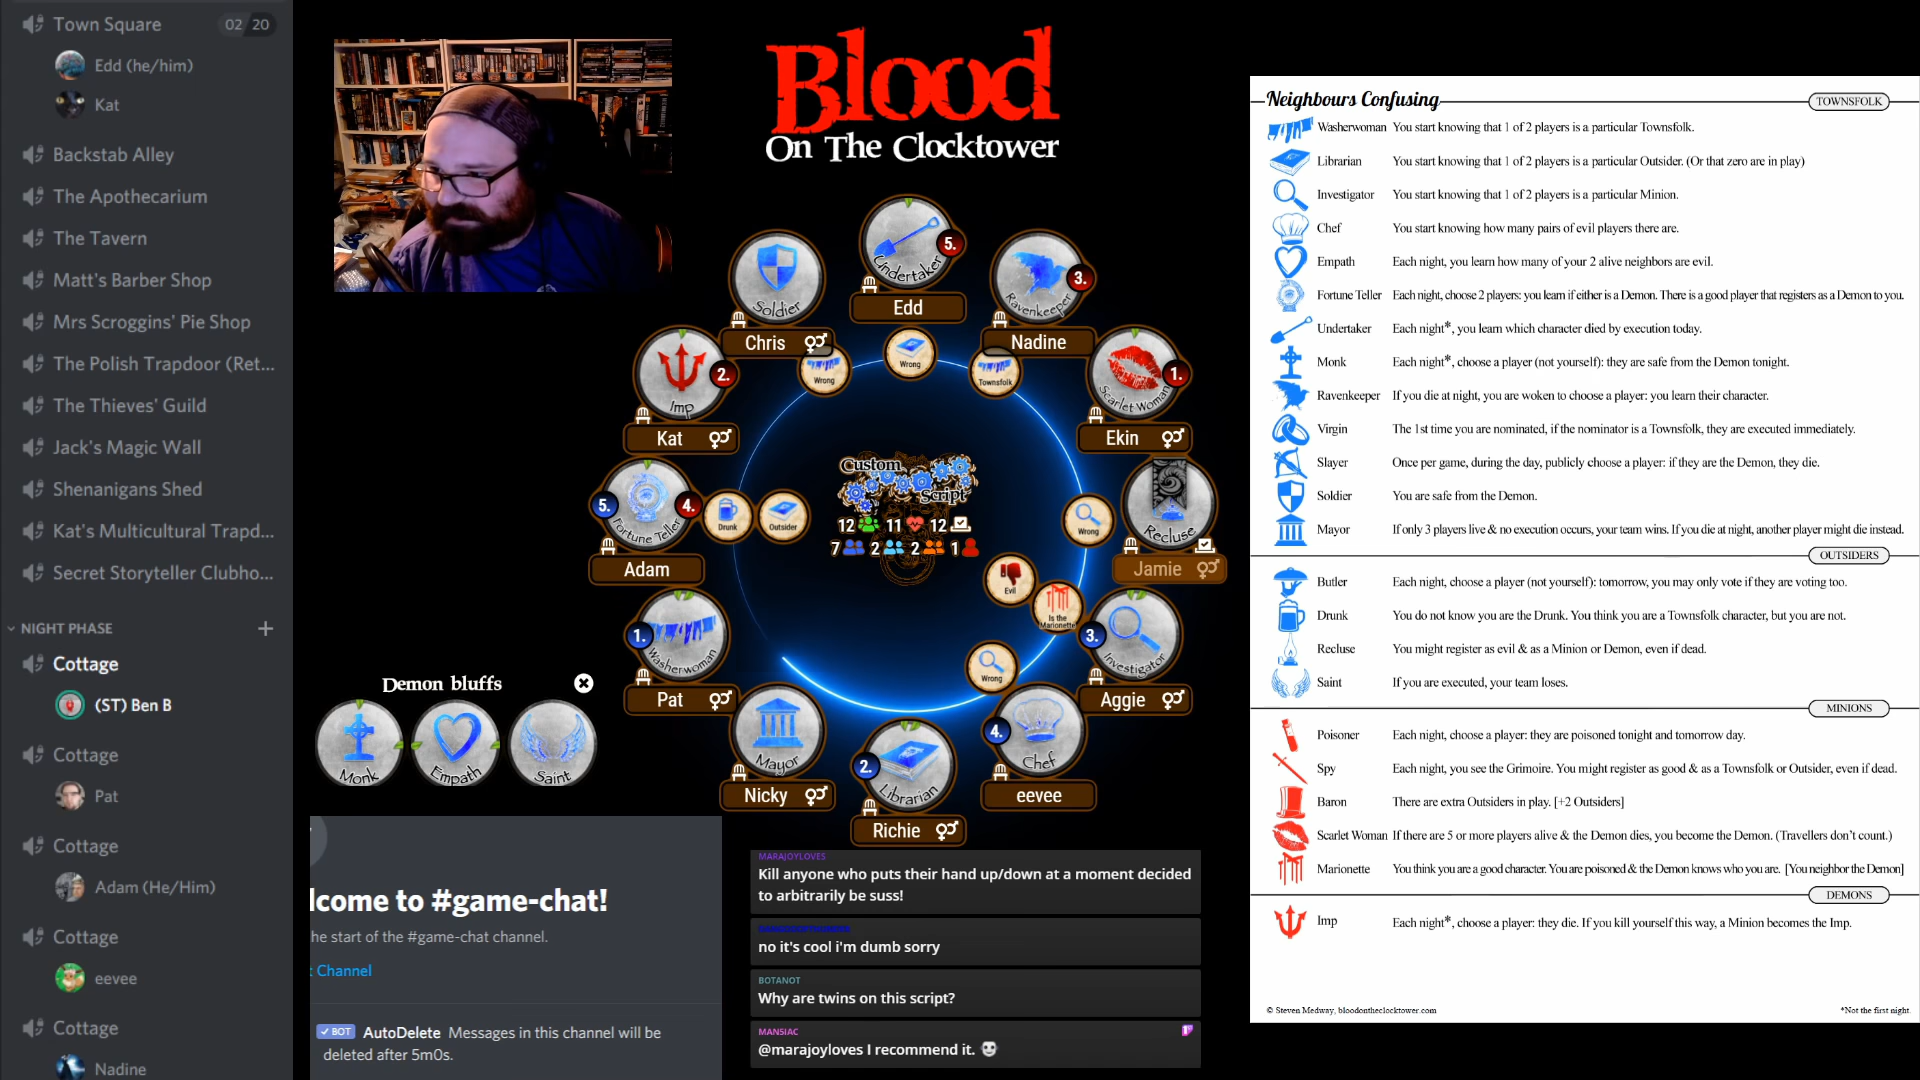 Town Square 02 20
Edd (he/him)
Kat
Backstab Alley
The Apothecarium
The Tavern
Matt's Barber Shop
Mrs Scroggins' Pie Shop
The Polish Trapdoor (Ret...
The Thieves' Guild
Jack's Magic Wall
Shenanigans Shed
Kat's Multicultural Trapd...
Secret Storyteller Clubho...
NIGHT PHASE
Cottage
(ST) Ben B
Cottage
Pat
Cottage
Adam (He/Him)
Cottage
eevee
Cottage
Nadine
Blood
On The Clocktower
Undertaker
5.
Edd
Soldier
Chris
Ravenkeeper
3.
Nadine
Imp
2.
Kat
Scarlet Woman
1.
Ekin
Wrong
Wrong
Townsfolk
5.
Fortune Teller
4.
Adam
Drunk
Outsider
Custom
Script
12 11 12
7 2 2 1
Wrong
Recluse
Jamie
Evil
Is the
Marionette
1.
Washerwoman
Pat
3.
Investigator
Aggie
Wrong
Mayor
Nicky
2.
Librarian
Richie
4.
Chef
eevee
Demon bluffs
Monk
Empath
Saint
lcome to #game-chat!
he start of the #game-chat channel.
Channel
BOT AutoDelete Messages in this channel will be
deleted after 5m0s.
MARAJOYLOVES
Kill anyone who puts their hand up/down at a moment decided
to arbitrarily be suss!
no it's cool i'm dumb sorry
BOTANOT
Why are twins on this script?
MANSIAC
@marajoyloves I recommend it.
Neighbours Confusing
TOWNSFOLK
Washerwoman You start knowing that 1 of 2 players is a particular Townsfolk.
Librarian You start knowing that 1 of 2 players is a particular Outsider. (Or that zero are in play)
Investigator You start knowing that 1 of 2 players is a particular Minion.
Chef You start knowing how many pairs of evil players there are.
Empath Each night, you learn how many of your 2 alive neighbors are evil.
Fortune Teller Each night, choose 2 players: you learn if either is a Demon. There is a good player that registers as a Demon to you.
Undertaker Each night*, you learn which character died by execution today.
Monk Each night*, choose a player (not yourself): they are safe from the Demon tonight.
Ravenkeeper If you die at night, you are woken to choose a player: you learn their character.
Virgin The 1st time you are nominated, if the nominator is a Townsfolk, they are executed immediately.
Slayer Once per game, during the day, publicly choose a player: if they are the Demon, they die.
Soldier You are safe from the Demon.
Mayor If only 3 players live & no execution occurs, your team wins. If you die at night, another player might die instead.
OUTSIDERS
Butler Each night, choose a player (not yourself): tomorrow, you may only vote if they are voting too.
Drunk You do not know you are the Drunk. You think you are a Townsfolk character, but you are not.
Recluse You might register as evil & as a Minion or Demon, even if dead.
Saint If you are executed, your team loses.
MINIONS
Poisoner Each night, choose a player: they are poisoned tonight and tomorrow day.
Spy Each night, you see the Grimoire. You might register as good & as a Townsfolk or Outsider, even if dead.
Baron There are extra Outsiders in play. [+2 Outsiders]
Scarlet Woman If there are 5 or more players alive & the Demon dies, you become the Demon. (Travellers don't count.)
Marionette You think you are a good character. You are poisoned & the Demon knows who you are. [You neighbor the Demon]
DEMONS
Imp Each night*, choose a player: they die. If you kill yourself this way, a Minion becomes the Imp.
© Steven Medway, bloodontheclocktower.com
*Not the first night.